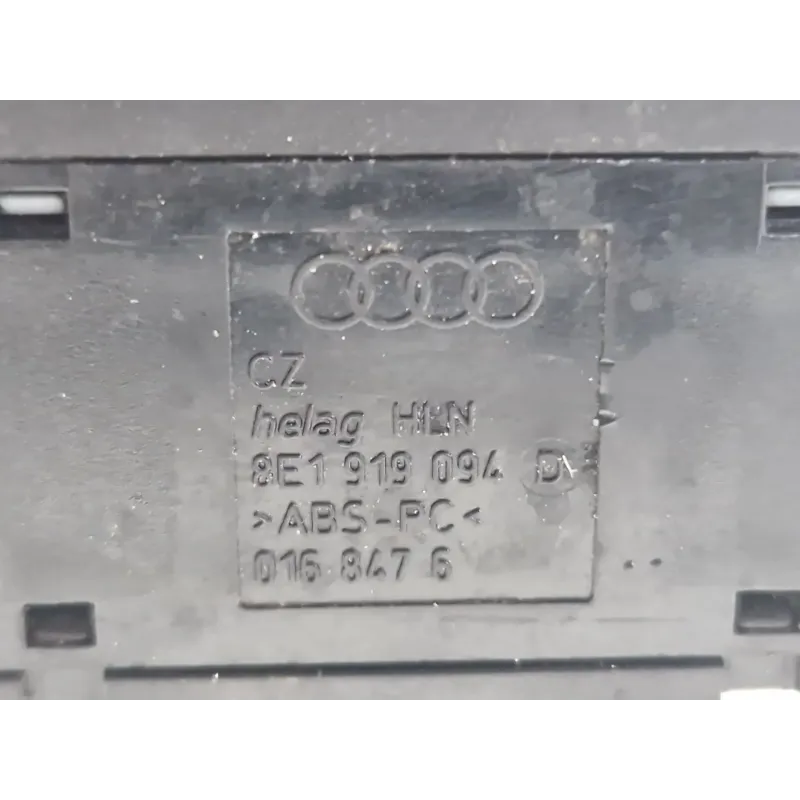 CZ
helag HLN
8E1 919 094 D
>ABS-PC<
016 847 6